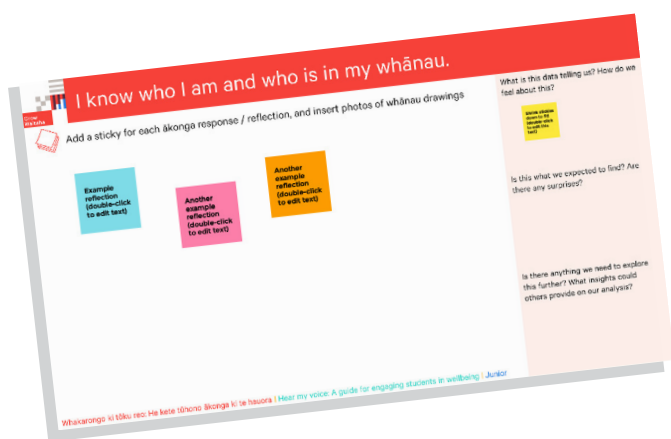 I know who I am and who is in my whānau.
Add a sticky for each ākonga response / reflection, and insert photos of whānau drawings
Example
reflection
(double-click
to edit text)
Another
example
reflection
(double-click
to edit text)
Another
example
reflection
(double-click
to edit text)
What is this data telling us? How do we
feel about this?
Is this what we expected to find? Are
there any surprises?
Is there anything we need to explore
this further? What insights could
others provide on our analysis?
Whakarongo ki tōku reo: He kete tūhono ākonga ki te hauora | Hear my voice: A guide for engaging students in wellbeing | Junior